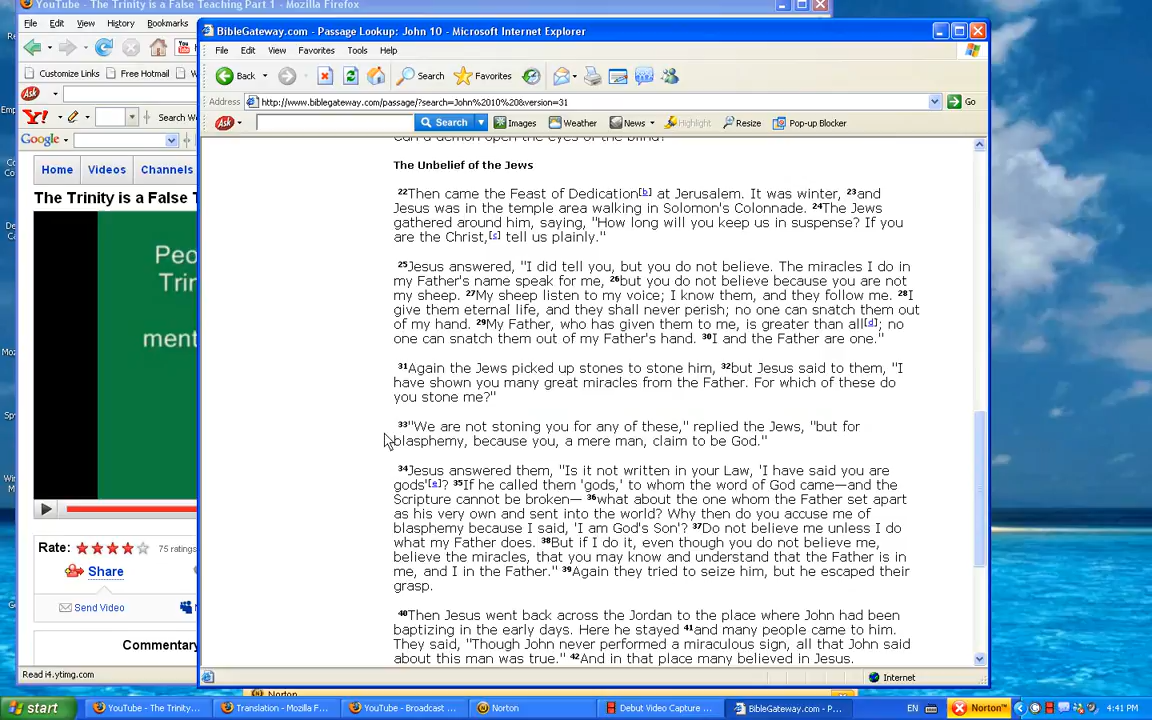 YouTube - The Trinity is a False Teaching Part 1 - Mozilla Firefox
File Edit View History Bookmarks
Customize Links Free Hotmail
Ask
Y! Search We
Google
Home Videos Channels
The Trinity is a False T
Peo
Trin
ment
Rate: 75 ratings
Share
Send Video
Commentary
Read i4.ytimg.com
BibleGateway.com - Passage Lookup: John 10 - Microsoft Internet Explorer
File Edit View Favorites Tools Help
Back Search Favorites
Address http://www.biblegateway.com/passage/?search=John%2010%20&version=31 Go
Ask Search Images Weather News Highlight Resize Pop-up Blocker
Can a demon open the eyes of the blind?
The Unbelief of the Jews
22Then came the Feast of Dedication[b] at Jerusalem. It was winter, 23and
Jesus was in the temple area walking in Solomon's Colonnade. 24The Jews
gathered around him, saying, "How long will you keep us in suspense? If you
are the Christ,[c] tell us plainly."
25Jesus answered, "I did tell you, but you do not believe. The miracles I do in
my Father's name speak for me, 26but you do not believe because you are not
my sheep. 27My sheep listen to my voice; I know them, and they follow me. 28I
give them eternal life, and they shall never perish; no one can snatch them out
of my hand. 29My Father, who has given them to me, is greater than all[d]; no
one can snatch them out of my Father's hand. 30I and the Father are one."
31Again the Jews picked up stones to stone him, 32but Jesus said to them, "I
have shown you many great miracles from the Father. For which of these do
you stone me?"
33"We are not stoning you for any of these," replied the Jews, "but for
blasphemy, because you, a mere man, claim to be God."
34Jesus answered them, "Is it not written in your Law, 'I have said you are
gods'[e]? 35If he called them 'gods,' to whom the word of God came—and the
Scripture cannot be broken— 36what about the one whom the Father set apart
as his very own and sent into the world? Why then do you accuse me of
blasphemy because I said, 'I am God's Son'? 37Do not believe me unless I do
what my Father does. 38But if I do it, even though you do not believe me,
believe the miracles, that you may know and understand that the Father is in
me, and I in the Father." 39Again they tried to seize him, but he escaped their
grasp.
40Then Jesus went back across the Jordan to the place where John had been
baptizing in the early days. Here he stayed 41and many people came to him.
They said, "Though John never performed a miraculous sign, all that John said
about this man was true." 42And in that place many believed in Jesus.
Internet
Norton
start YouTube - The Trinity... Translation - Mozilla F... YouTube - Broadcast ... Norton Debut Video Capture ... BibleGateway.com - P... EN Norton™ 4:41 PM